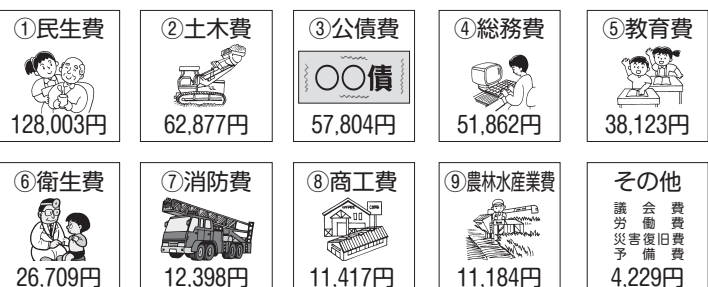 ①民生費
128,003円
②土木費
62,877円
③公債費
〇〇債
57,804円
④総務費
51,862円
⑤教育費
38,123円
⑥衛生費
26,709円
⑦消防費
12,398円
⑧商工費
11,417円
⑨農林水産業費
11,184円
その他
議会費
労働費
災害復旧費
予備費
4,229円